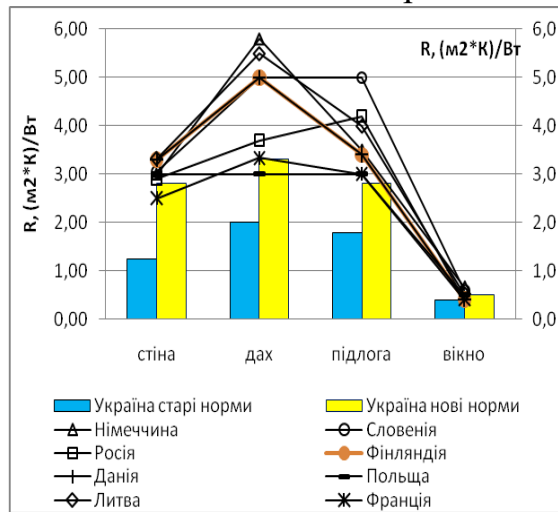 6,00
5,00
4,00
3,00
2,00
1,00
0,00
R, (м2*К)/Вт
6,0
5,0
4,0
3,0
2,0
1,0
0,0
R, (м2*К)/Вт
стіна дах підлога вікно
Україна старі норми Україна нові норми
Німеччина Словенія
Росія Фінляндія
Данія Польща
Литва Франція